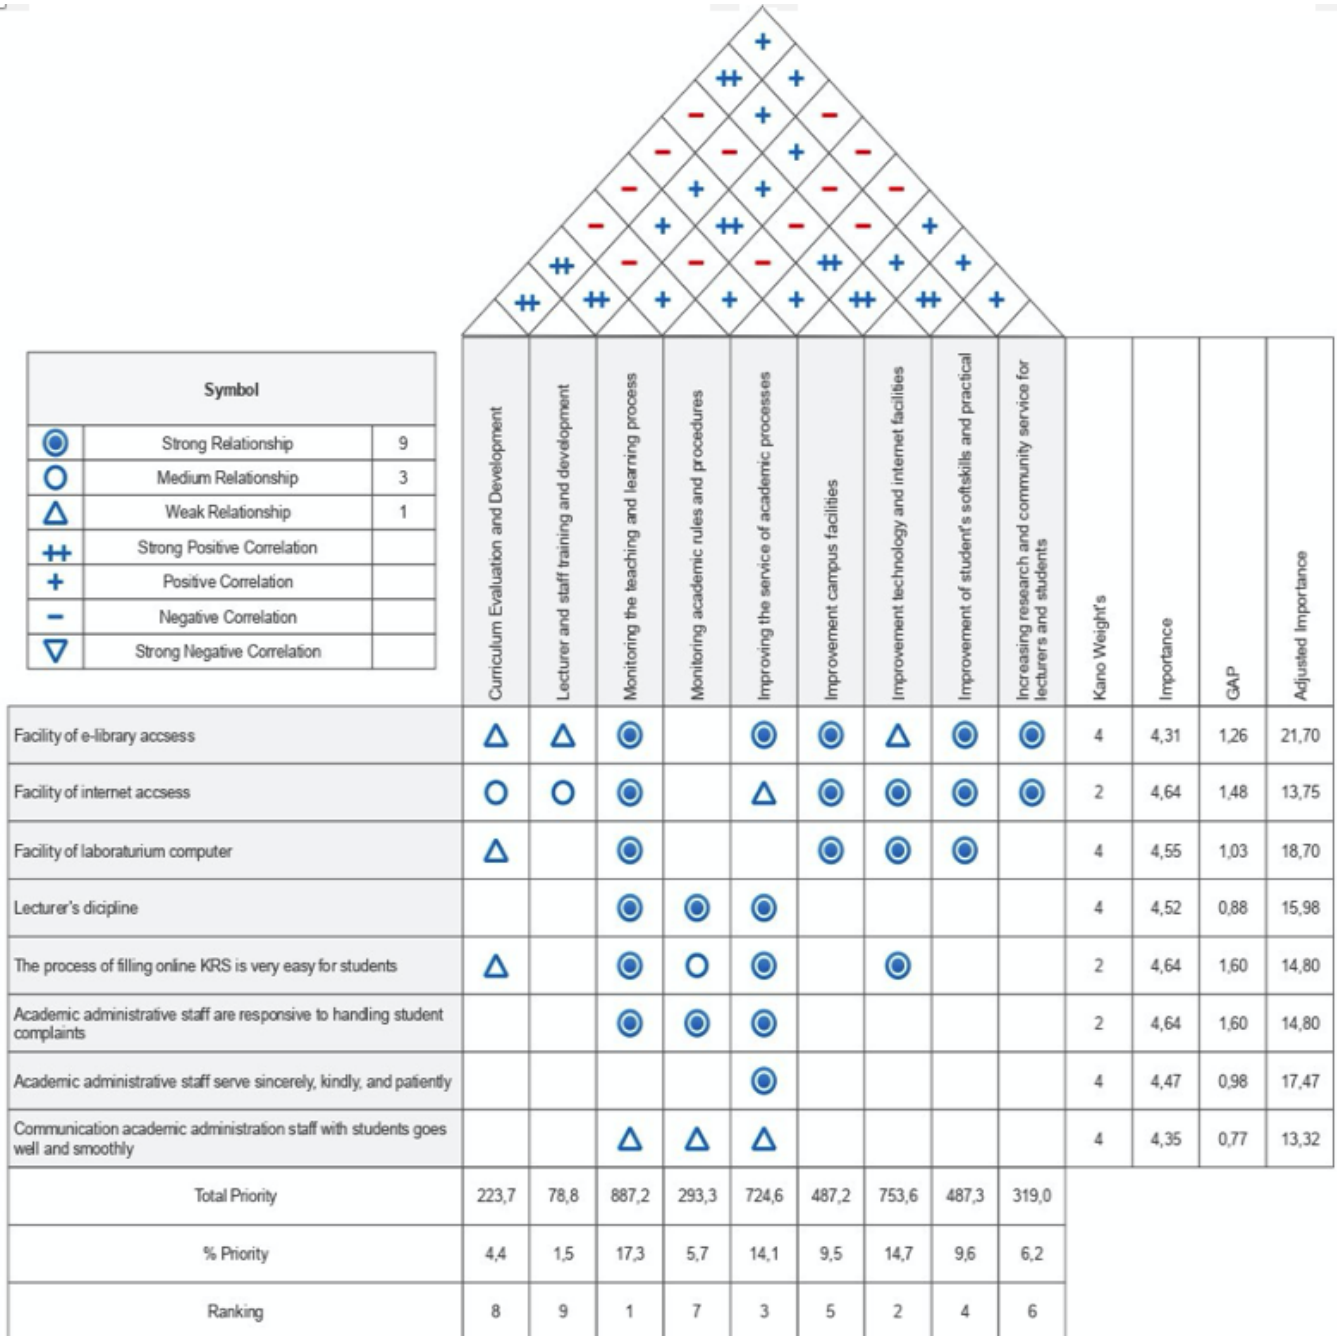 Symbol
Strong Relationship 9
Medium Relationship 3
Weak Relationship 1
Strong Positive Correlation
Positive Correlation
Negative Correlation
Strong Negative Correlation
Curriculum Evaluation and Development
Lecturer and staff training and development
Monitoring the teaching and learning process
Monitoring academic rules and procedures
Improving the service of academic processes
Improvement campus facilities
Improvement technology and internet facilities
Improvement of student's softskills and practical
Increasing research and community service for
lecturers and students
Kano Weight's
Importance
GAP
Adjusted Importance
Facility of e-library accsess 4 4,31 1,26 21,70
Facility of internet accsess 2 4,64 1,48 13,75
Facility of laboraturium computer 4 4,55 1,03 18,70
Lecturer's dicipline 4 4,52 0,88 15,98
The process of filling online KRS is very easy for students 2 4,64 1,60 14,80
Academic administrative staff are responsive to handling student
complaints 2 4,64 1,60 14,80
Academic administrative staff serve sincerely, kindly, and patiently 4 4,47 0,98 17,47
Communication academic administration staff with students goes
well and smoothly 4 4,35 0,77 13,32
Total Priority 223,7 78,8 887,2 293,3 724,6 487,2 753,6 487,3 319,0
% Priority 4,4 1,5 17,3 5,7 14,1 9,5 14,7 9,6 6,2
Ranking 8 9 1 7 3 5 2 4 6